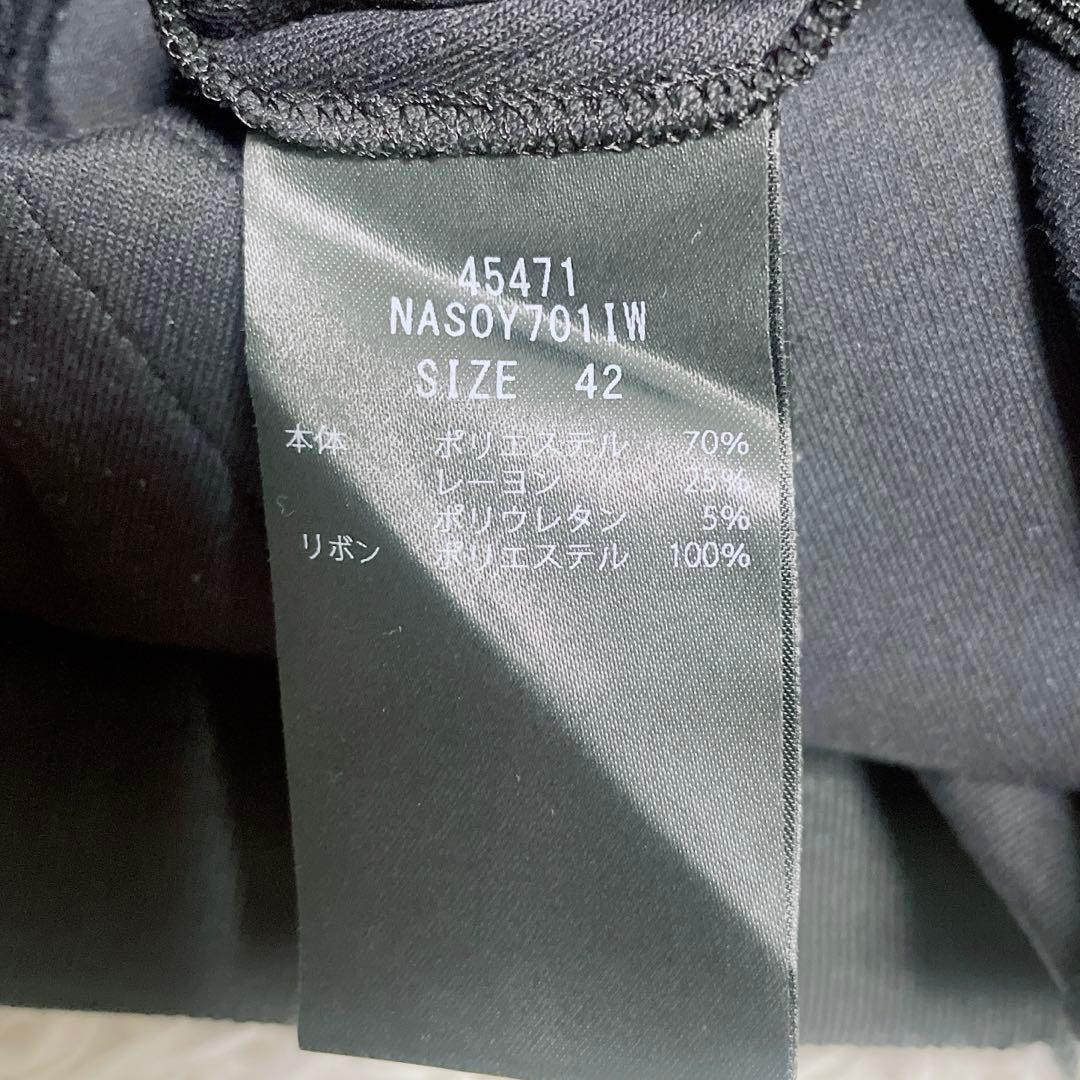 45471
NASOY701IW
SIZE 42
本体 ポリエステル 70%
レーヨン 25%
ポリウレタン 5%
リボン ポリエステル 100%